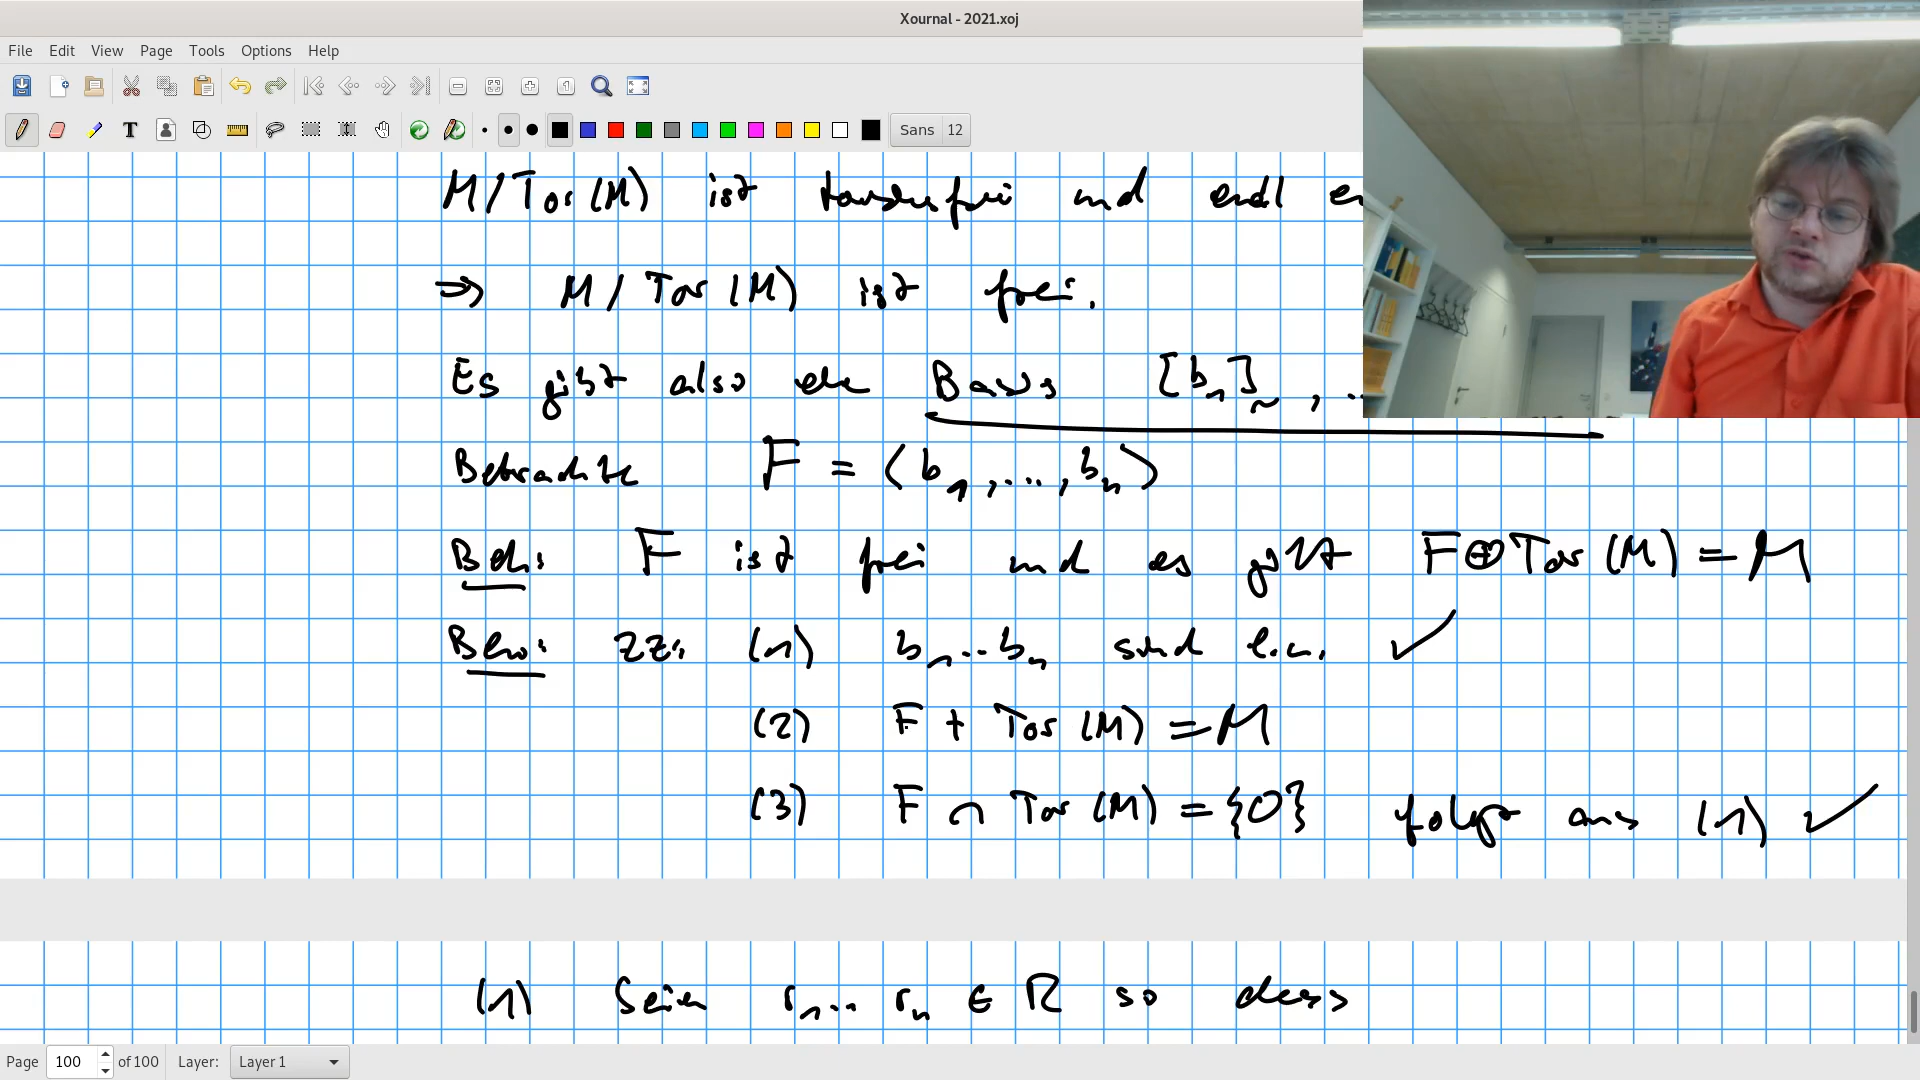 Xournal - 2021.xoj
File Edit View Page Tools Options Help
Sans 12
M/Tor(M) ist torsionsfrei und endl
⇒ M/Tor(M) ist frei.
Es gibt also eine Basis [b₁]~, ..
Betrachte F = ⟨b₁,...,bₙ⟩
Beh: F ist frei und es gilt F⊕Tor(M) = M
Bew: ZZ: (1) b₁..bₙ sind l.u. ✓
(2) F + Tor(M) = M
(3) F ∩ Tor(M) = {0} folgt aus (1) ✓
(1) Seien r₁.. rₙ ∈ R so dass
Page 100 of 100 Layer: Layer 1